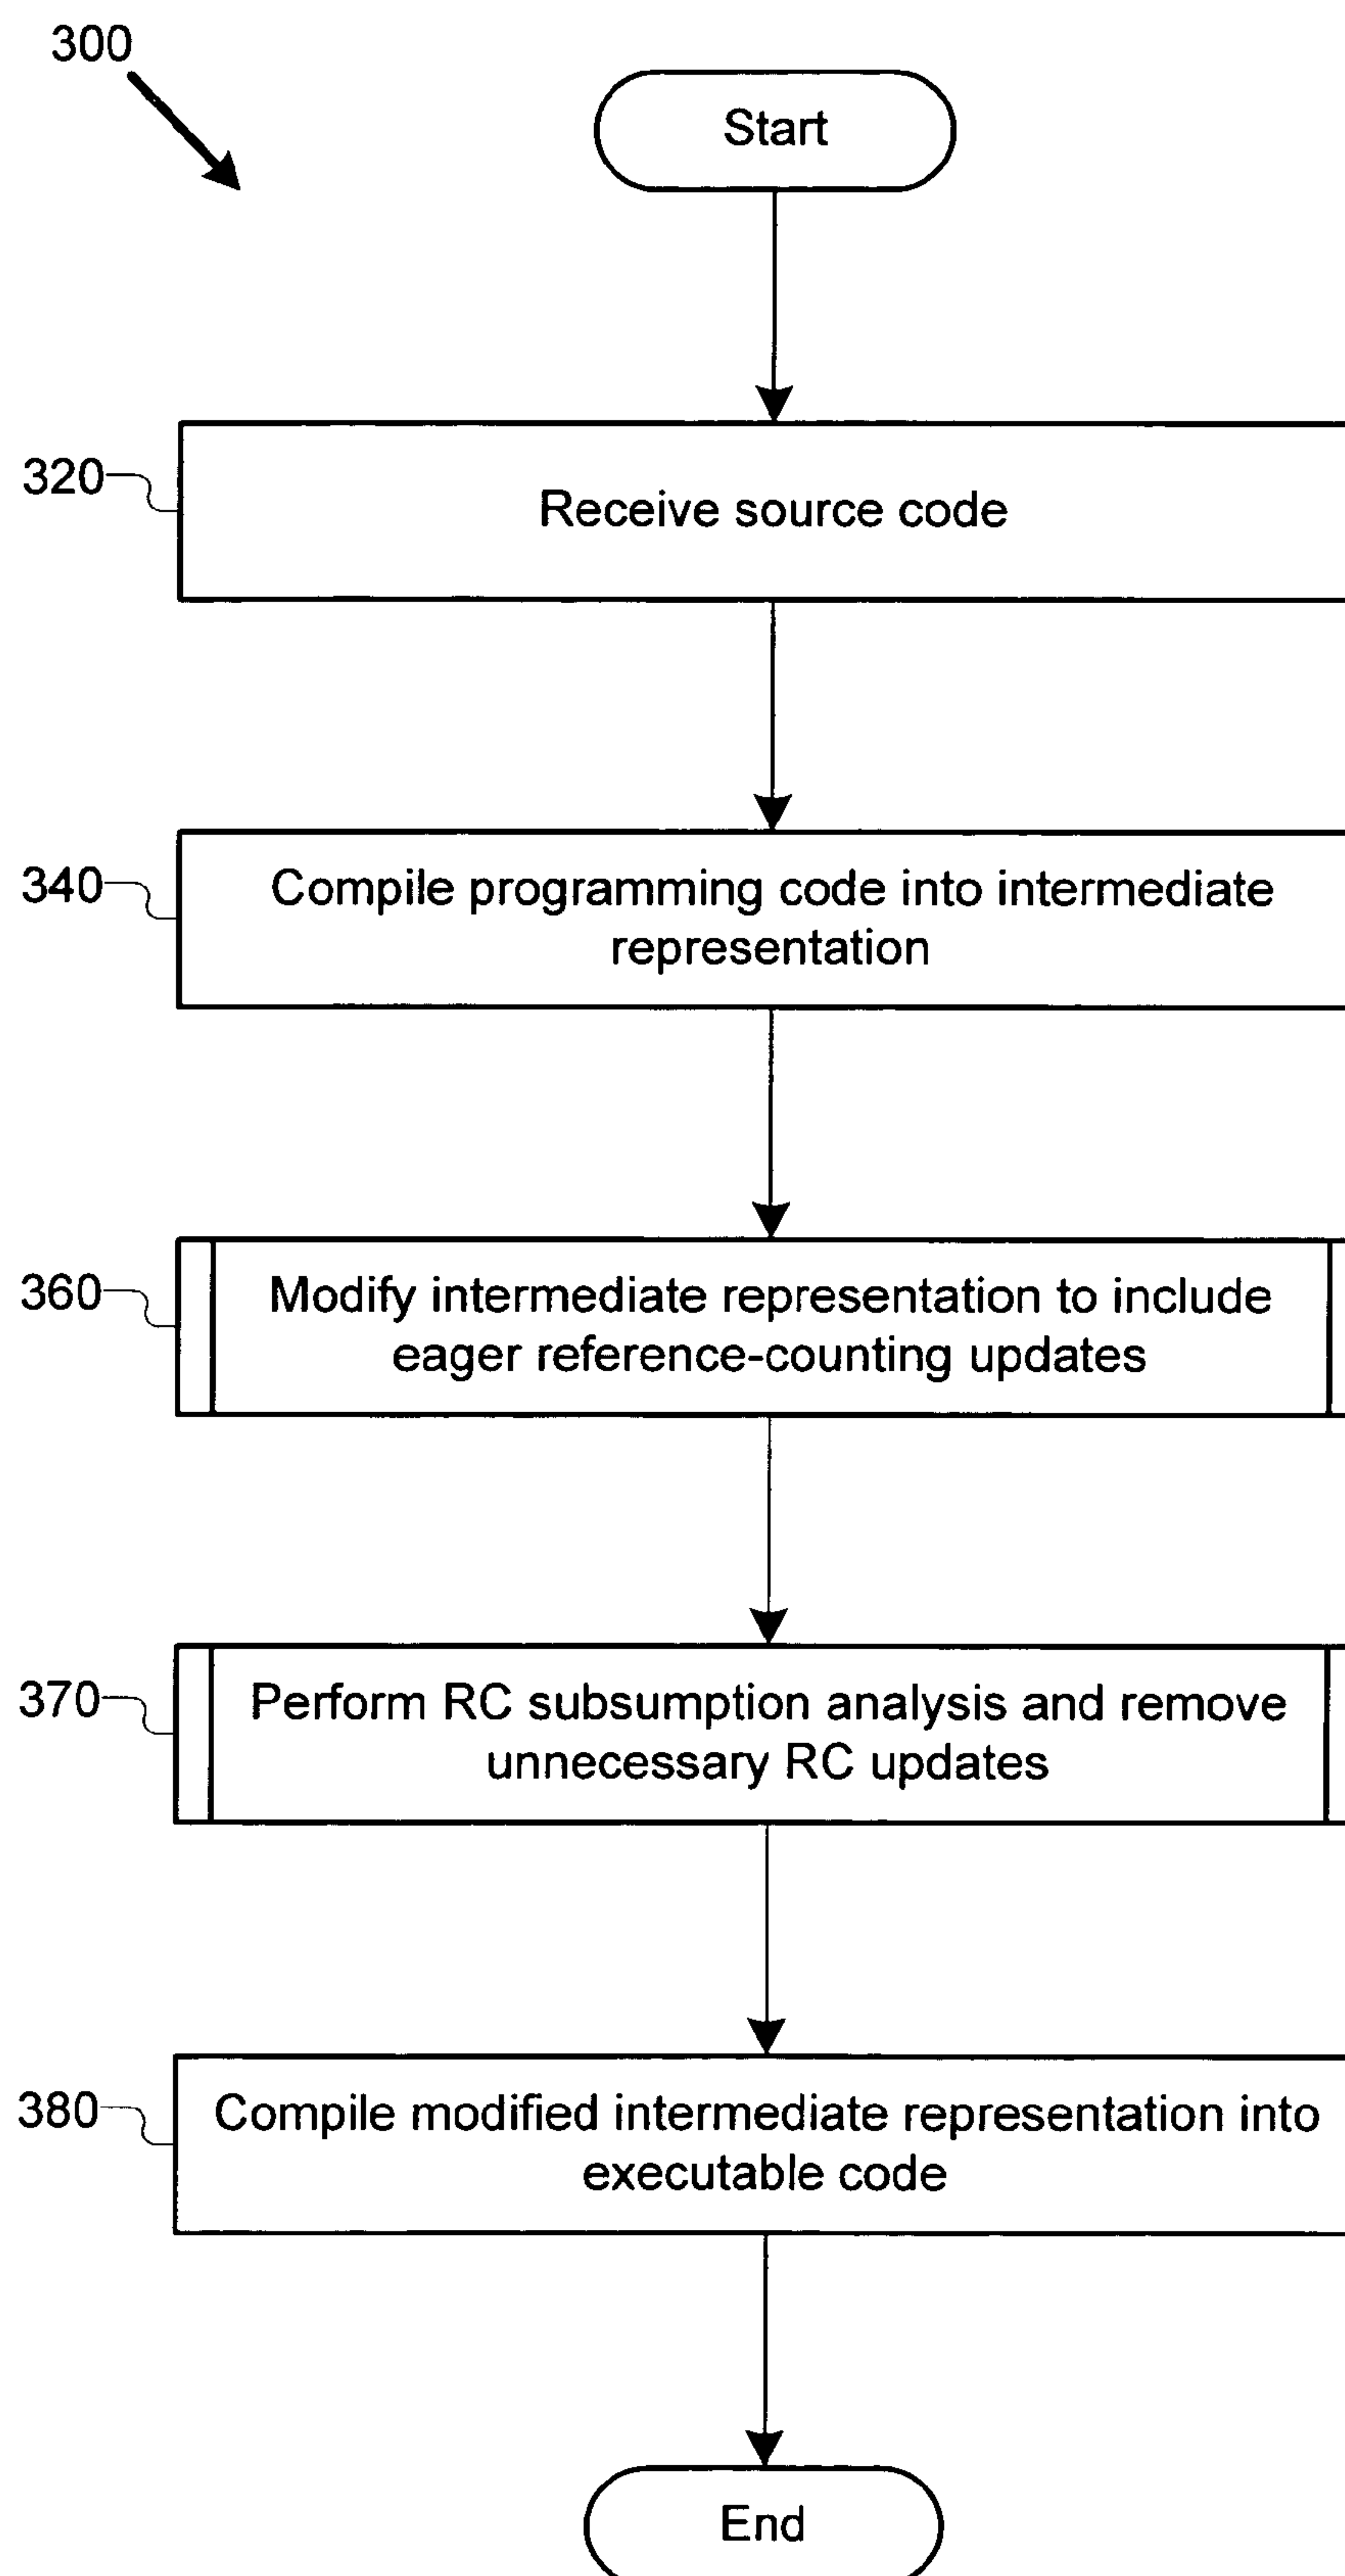 300
Start
320
Receive source code
340
Compile programming code into intermediate
representation
360
Modify intermediate representation to include
eager reference-counting updates
370
Perform RC subsumption analysis and remove
unnecessary RC updates
380
Compile modified intermediate representation into
executable code
End